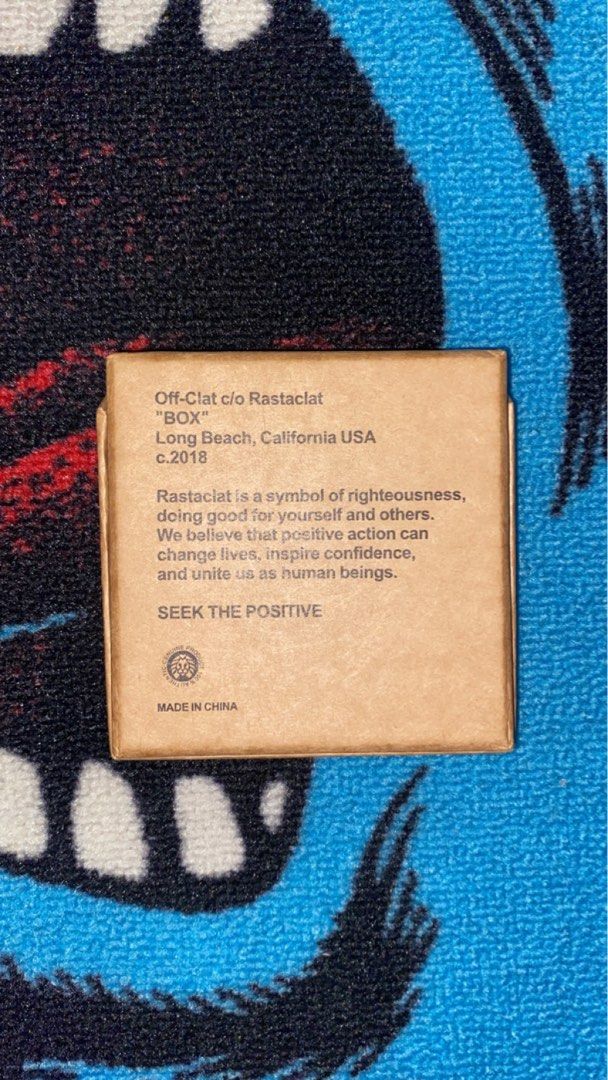 Off-Clat c/o Rastaclat
"BOX"
Long Beach, California USA
c.2018
Rastaclat is a symbol of righteousness,
doing good for yourself and others.
We believe that positive action can
change lives, inspire confidence,
and unite us as human beings.
SEEK THE POSITIVE
MADE IN CHINA